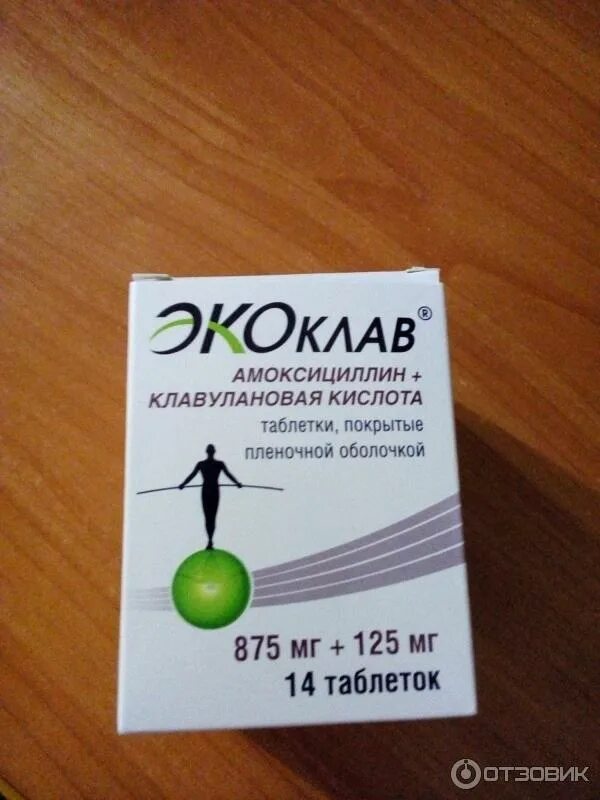 ЭКОКЛАВ®
АМОКСИЦИЛЛИН +
КЛАВУЛАНОВАЯ КИСЛОТА
таблетки, покрытые
пленочной оболочкой
875 мг + 125 мг
14 таблеток
ОТЗОВИК